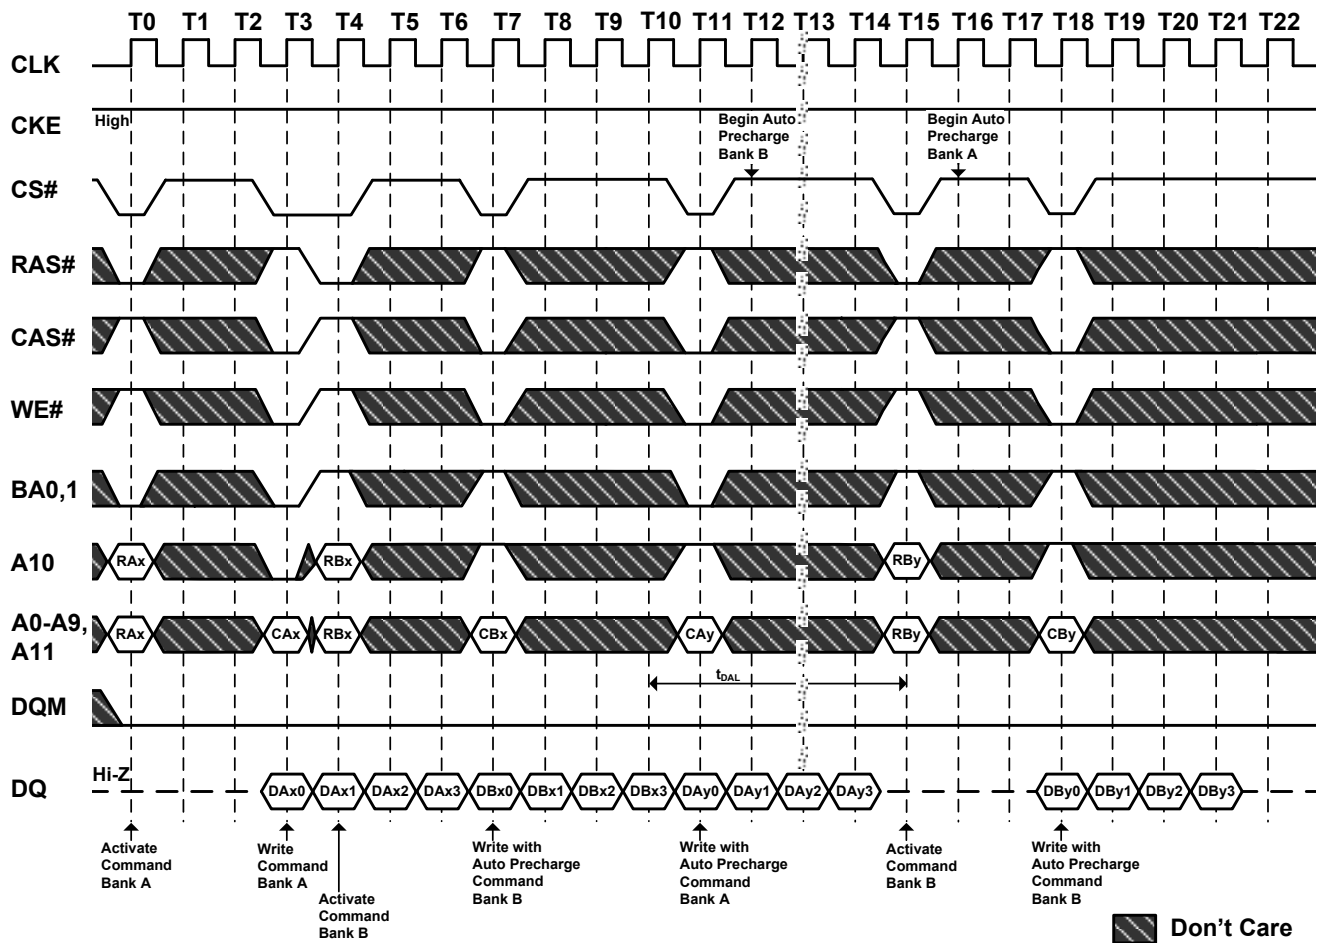 T0 T1 T2 T3 T4 T5 T6 T7 T8 T9 T10 T11 T12 T13 T14 T15 T16 T17 T18 T19 T20 T21 T22
CLK
CKE High
Begin Auto
Precharge
Bank B
Begin Auto
Precharge
Bank A
CS#
RAS#
CAS#
WE#
BA0,1
A10 RAx RBx RBy
A0-A9,
A11
RAx CAx RBx CBx CAy RBy CBy
tDAL
DQM
Hi-Z
DQ DAx0 DAx1 DAx2 DAx3 DBx0 DBx1 DBx2 DBx3 DAy0 DAy1 DAy2 DAy3 DBy0 DBy1 DBy2 DBy3
Activate
Command
Bank A
Write
Command
Bank A
Activate
Command
Bank B
Write with
Auto Precharge
Command
Bank B
Write with
Auto Precharge
Command
Bank A
Activate
Command
Bank B
Write with
Auto Precharge
Command
Bank B
Don't Care